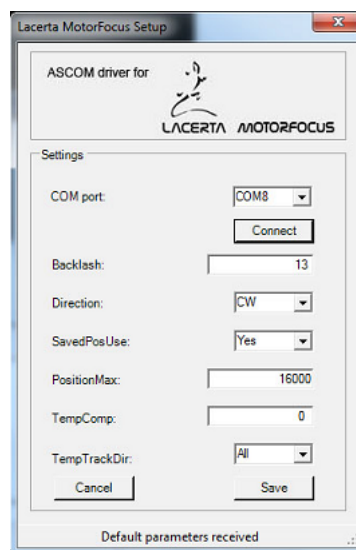 Lacerta MotorFocus Setup
x
ASCOM driver for
LACERTA MOTORFOCUS
Settings
COM port: COM8
Connect
Backlash: 13
Direction: CW
SavedPosUse: Yes
PositionMax: 16000
TempComp: 0
TempTrackDir: All
Cancel Save
Default parameters received